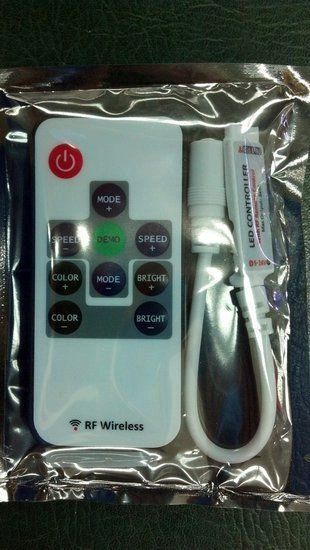 MODE
+
SPEED
-
DEMO
SPEED
+
COLOR
+
MODE
-
BRIGHT
+
COLOR
-
BRIGHT
-
RF Wireless
LED CONTROLLER